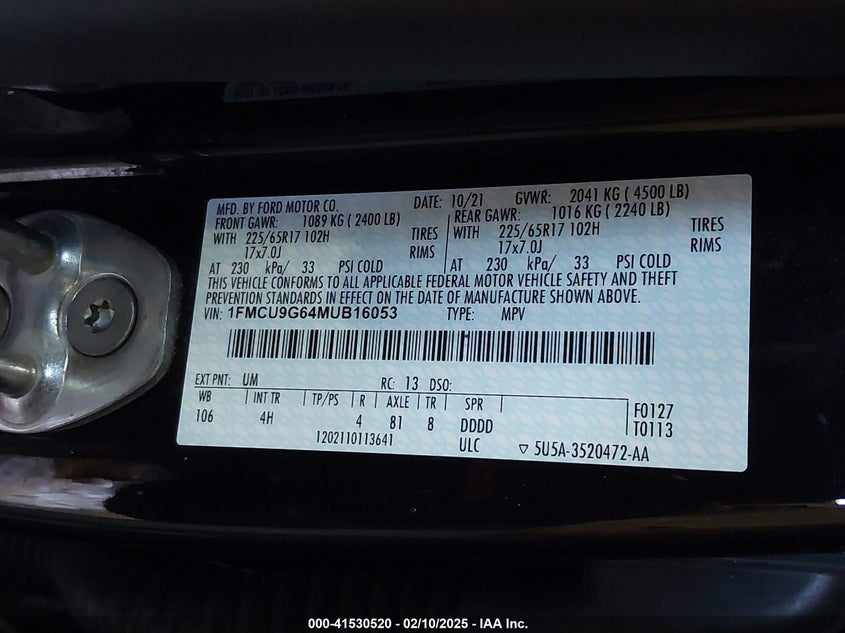 MFD. BY FORD MOTOR CO. DATE: 10/21 GVWR: 2041 KG ( 4500 LB)
FRONT GAWR: 1089 KG ( 2400 LB) REAR GAWR: 1016 KG ( 2240 LB)
WITH 225/65R17 102H TIRES WITH 225/65R17 102H TIRES
17x7.0J RIMS 17x7.0J RIMS
AT 230 kPa/ 33 PSI COLD AT 230 kPa/ 33 PSI COLD
THIS VEHICLE CONFORMS TO ALL APPLICABLE FEDERAL MOTOR VEHICLE SAFETY AND THEFT
PREVENTION STANDARDS IN EFFECT ON THE DATE OF MANUFACTURE SHOWN ABOVE.
VIN: 1FMCU9G64MUB16053 TYPE: MPV
EXT PNT: UM RC: 13 DSO:
WB INT TR TP/PS R AXLE TR SPR
106 4H 4 81 8 DDDD
F0127
T0113
1202110113641 ULC ▽ 5U5A-3520472-AA
000-41530520 - 02/10/2025 - IAA Inc.